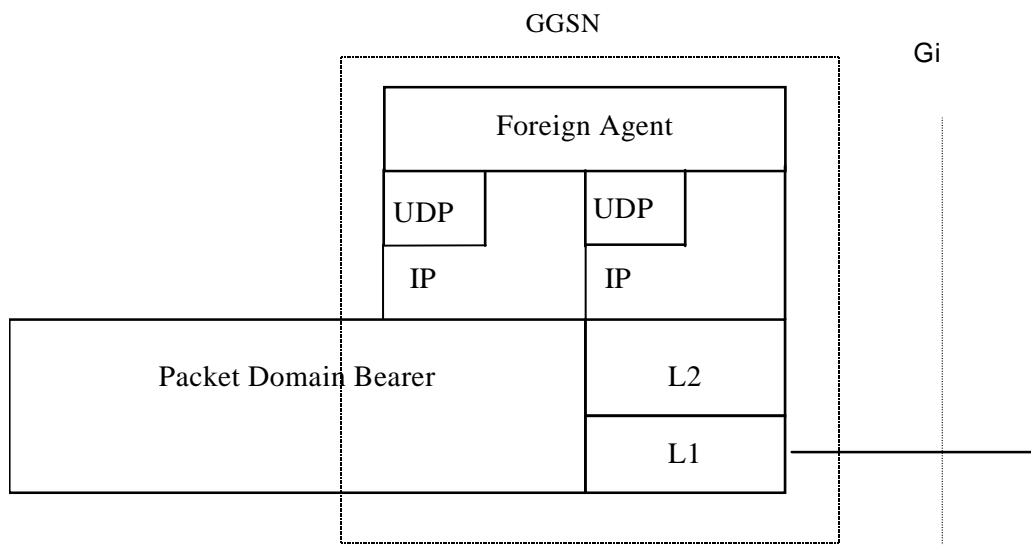 GGSN
Gi
Foreign Agent
UDP UDP
IP IP
Packet Domain Bearer L2
L1